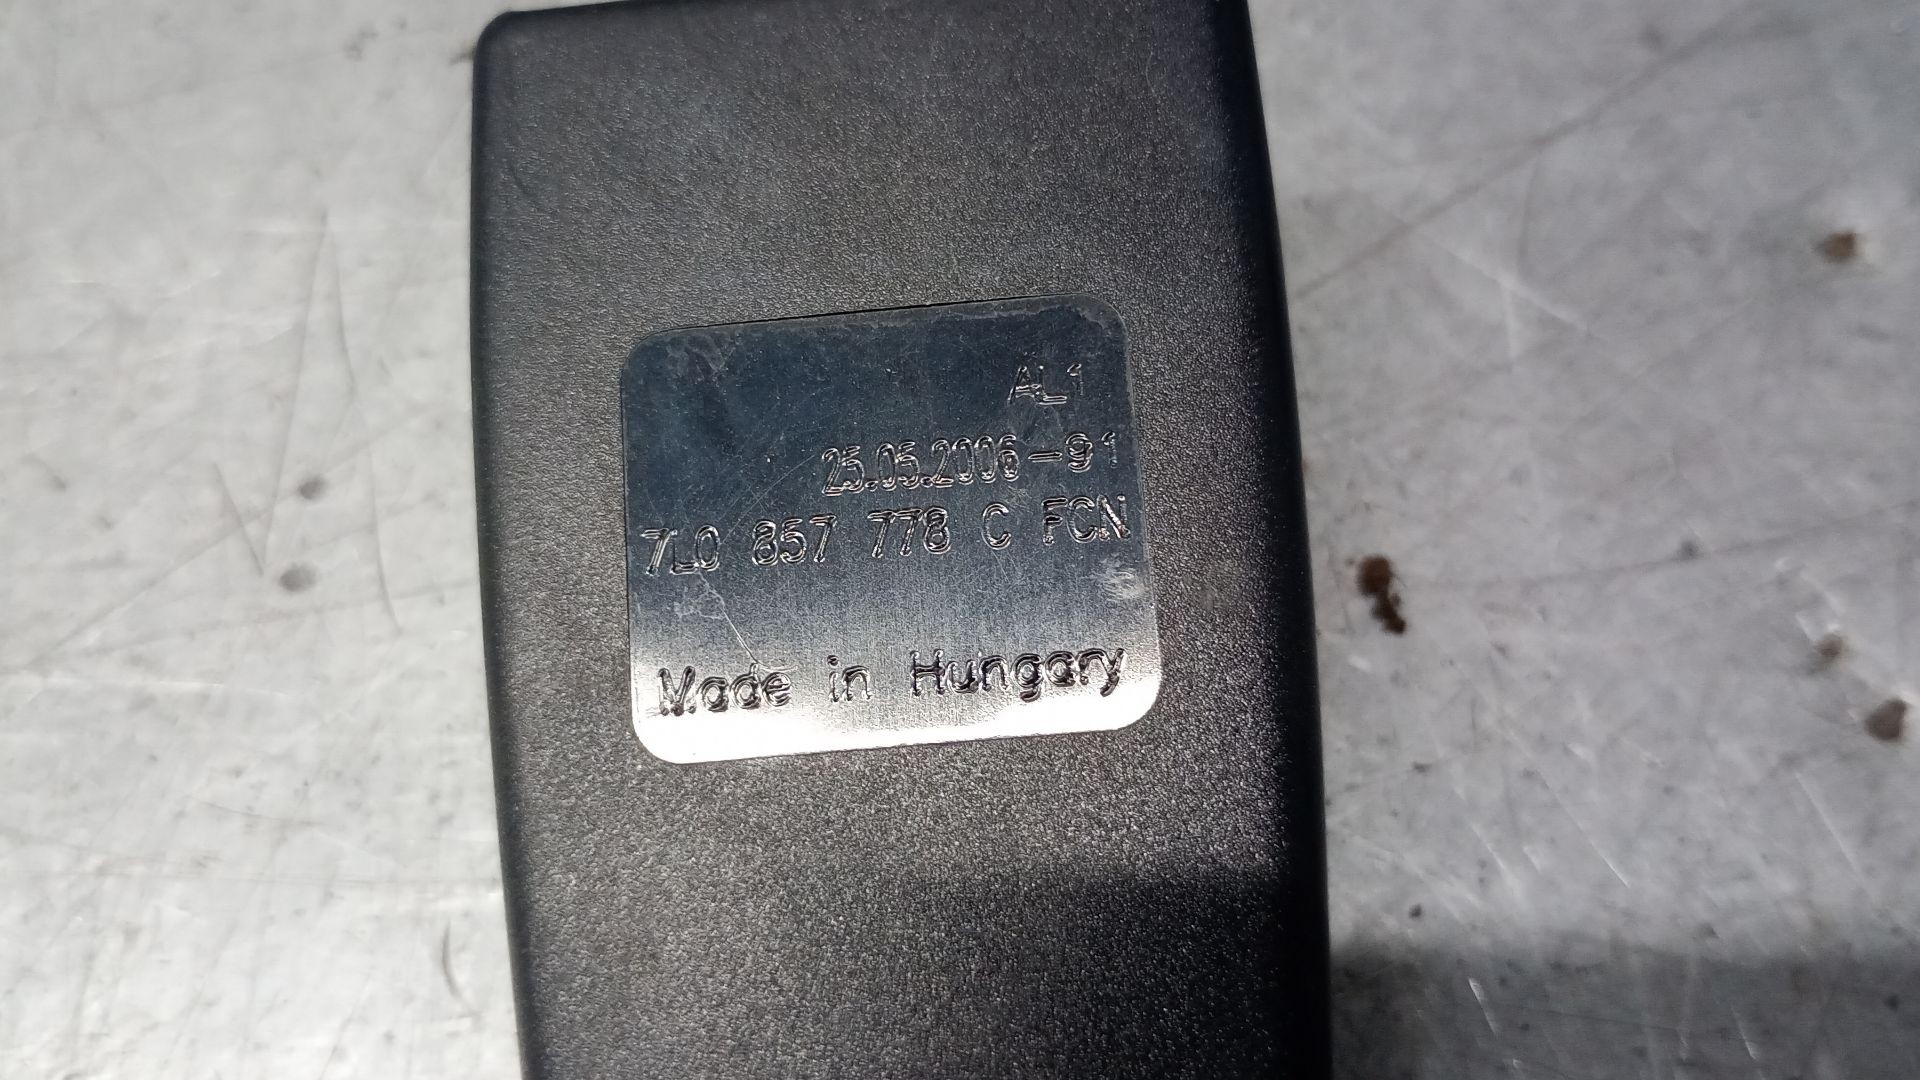 AL1
25.05.2006-91
7L0 857 778 C FCN
Made in Hungary